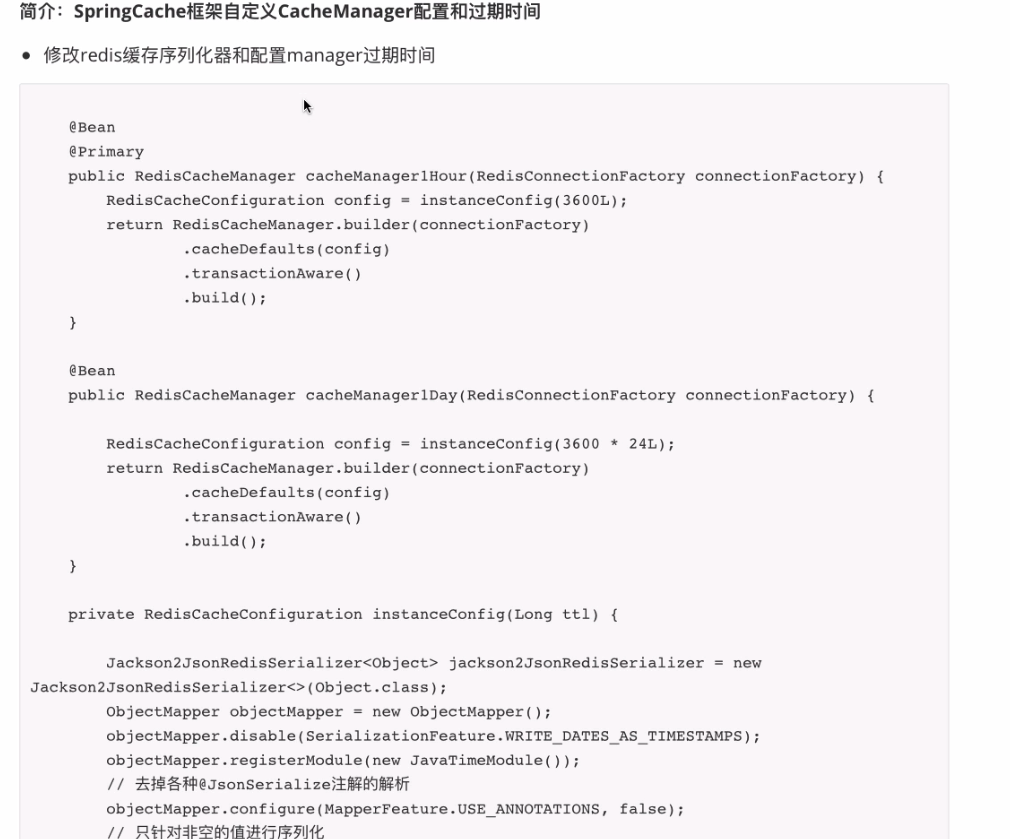 简介：SpringCache框架自定义CacheManager配置和过期时间
修改redis缓存序列化器和配置manager过期时间
@Bean
@Primary
public RedisCacheManager cacheManager1Hour(RedisConnectionFactory connectionFactory) {
RedisCacheConfiguration config = instanceConfig(3600L);
return RedisCacheManager.builder(connectionFactory)
.cacheDefaults(config)
.transactionAware()
.build();
}
@Bean
public RedisCacheManager cacheManager1Day(RedisConnectionFactory connectionFactory) {
RedisCacheConfiguration config = instanceConfig(3600 * 24L);
return RedisCacheManager.builder(connectionFactory)
.cacheDefaults(config)
.transactionAware()
.build();
}
private RedisCacheConfiguration instanceConfig(Long ttl) {
Jackson2JsonRedisSerializer<Object> jackson2JsonRedisSerializer = new
Jackson2JsonRedisSerializer<>(Object.class);
ObjectMapper objectMapper = new ObjectMapper();
objectMapper.disable(SerializationFeature.WRITE_DATES_AS_TIMESTAMPS);
objectMapper.registerModule(new JavaTimeModule());
// 去掉各种@JsonSerialize注解的解析
objectMapper.configure(MapperFeature.USE_ANNOTATIONS, false);
// 只针对非空的值进行序列化